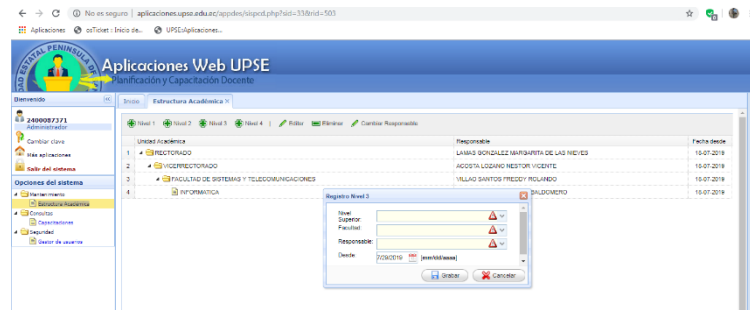 No es seguro | aplicaciones.upse.edu.ec/appdes/sispcd.php?sid=33&rid=503
Aplicaciones osTicket : Inicio de... UPSE:Aplicaciones...
ESTATAL PENINSULA DE
Aplicaciones Web UPSE
Planificación y Capacitación Docente
Bienvenido
Inicio Estructura Académica ×
2400087371
Administrador
Cambiar clave
Más aplicaciones
Salir del sistema
Opciones del sistema
Mantenimiento
Estructura Académica
Consultas
Capacitaciones
Seguridad
Gestor de usuarios
Nivel 1 Nivel 2 Nivel 3 Nivel 4 | Editar Eliminar Cambiar Responsable
Unidad Académica Responsable Fecha desde
1 RECTORADO LAMAS GONZALEZ MARGARITA DE LAS NIEVES 16-07-2019
2 VICERRECTORADO ACOSTA LOZANO NESTOR VICENTE 16-07-2019
3 FACULTAD DE SISTEMAS Y TELECOMUNICACIONES VILLAO SANTOS FREDDY ROLANDO 16-07-2019
4 INFORMATICA BALDOMERO 16-07-2019
Registro Nivel 3
Nivel
Superior:
Facultad:
Responsable:
Desde: 7/29/2019 [mm/dd/aaaa]
Grabar Cancelar